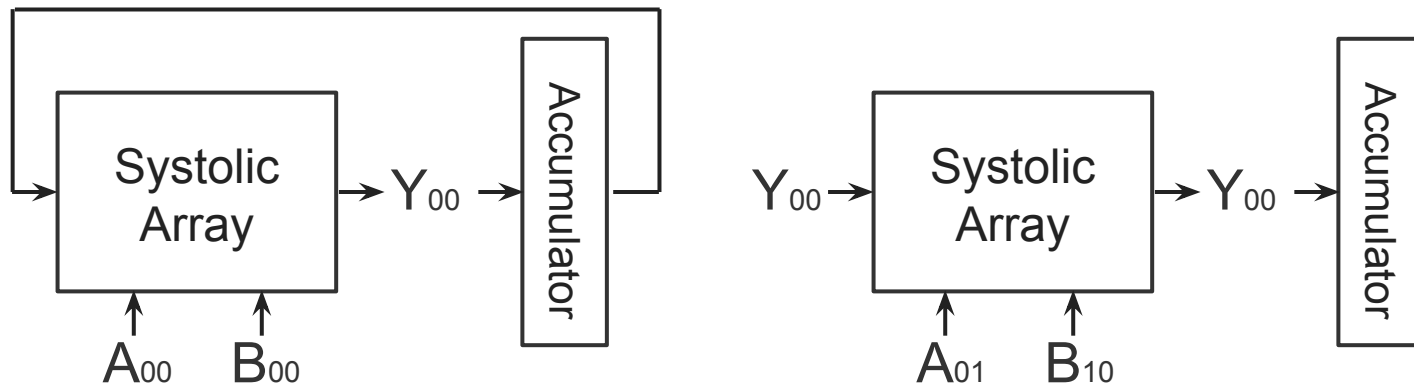 Systolic
Array
Y₀₀
Accumulator
A₀₀ B₀₀
Y₀₀
Systolic
Array
Y₀₀
Accumulator
A₀₁ B₁₀